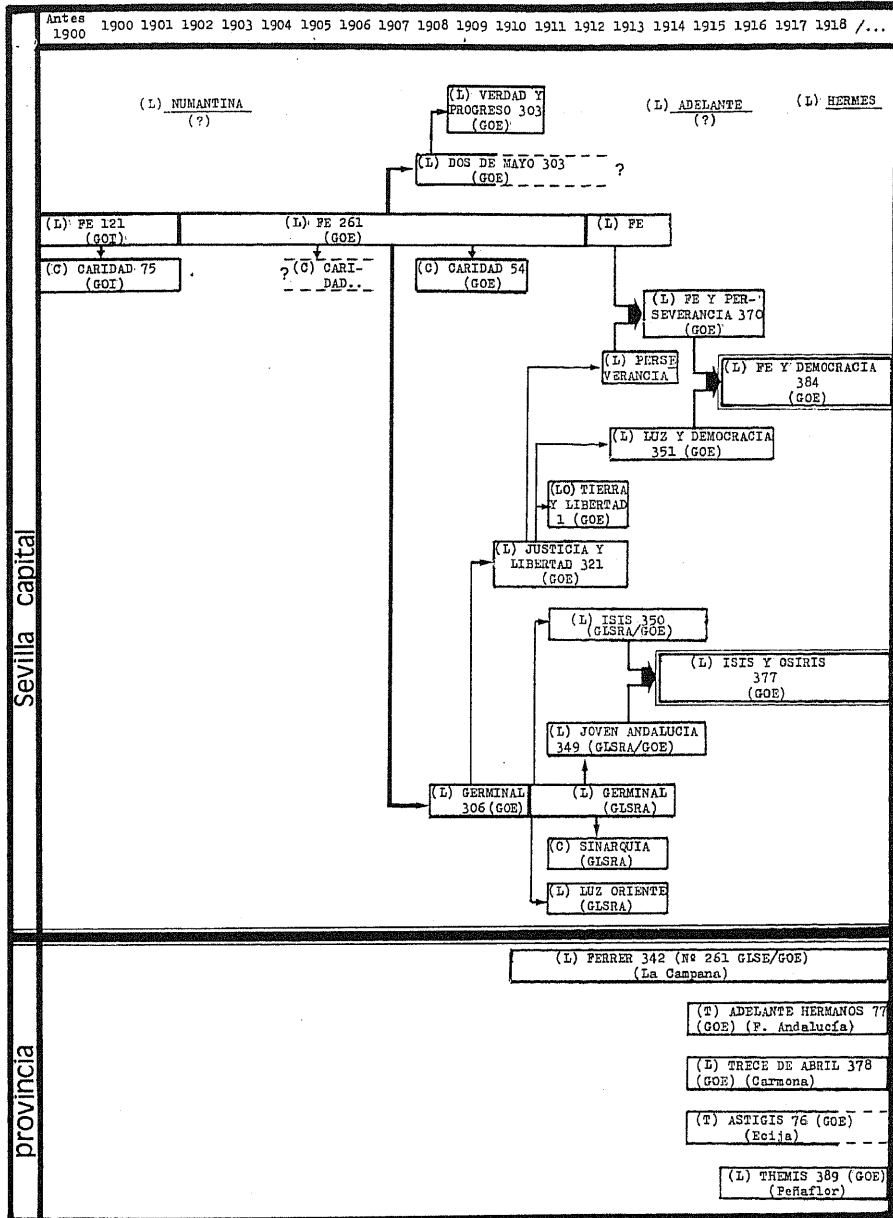 Antes
1900 1900 1901 1902 1903 1904 1905 1906 1907 1908 1909 1910 1911 1912 1913 1914 1915 1916 1917 1918 /...
(L) NUMANTINA
(?)
(L) VERDAD Y
PROGRESO 303
(GOE)
(L) ADELANTE
(?)
(L) HERMES
(L) DOS DE MAYO 303
(GOE)
?
(L) FE 121
(GOI)
(L) FE 261
(GOE)
(L) FE
(C) CARIDAD 75
(GOI)
? (C) CARI-
DAD..
(C) CARIDAD 54
(GOE)
(L) FE Y PER-
SEVERANCIA 370
(GOE)
(L) PERSE
VERANCIA
(L) FE Y DEMOCRACIA
384
(GOE)
(L) LUZ Y DEMOCRACIA
351 (GOE)
(LO) TIERRA
Y LIBERTAD
1 (GOE)
(L) JUSTICIA Y
LIBERTAD 321
(GOE)
(L) ISIS 350
(GLSRA/GOE)
(L) ISIS Y OSIRIS
377
(GOE)
(L) JOVEN ANDALUCIA
349 (GLSRA/GOE)
(L) GERMINAL
306 (GOE)
(L) GERMINAL
(GLSRA)
(C) SINARQUIA
(GLSRA)
(L) LUZ ORIENTE
(GLSRA)
Sevilla capital
(L) FERRER 342 (Nº 261 GLSE/GOE)
(La Campana)
(T) ADELANTE HERMANOS 77
(GOE) (F. Andalucía)
(L) TRECE DE ABRIL 378
(GOE) (Carmona)
(T) ASTIGIS 76 (GOE)
(Ecija)
(L) THEMIS 389 (GOE)
(Peñaflor)
provincia